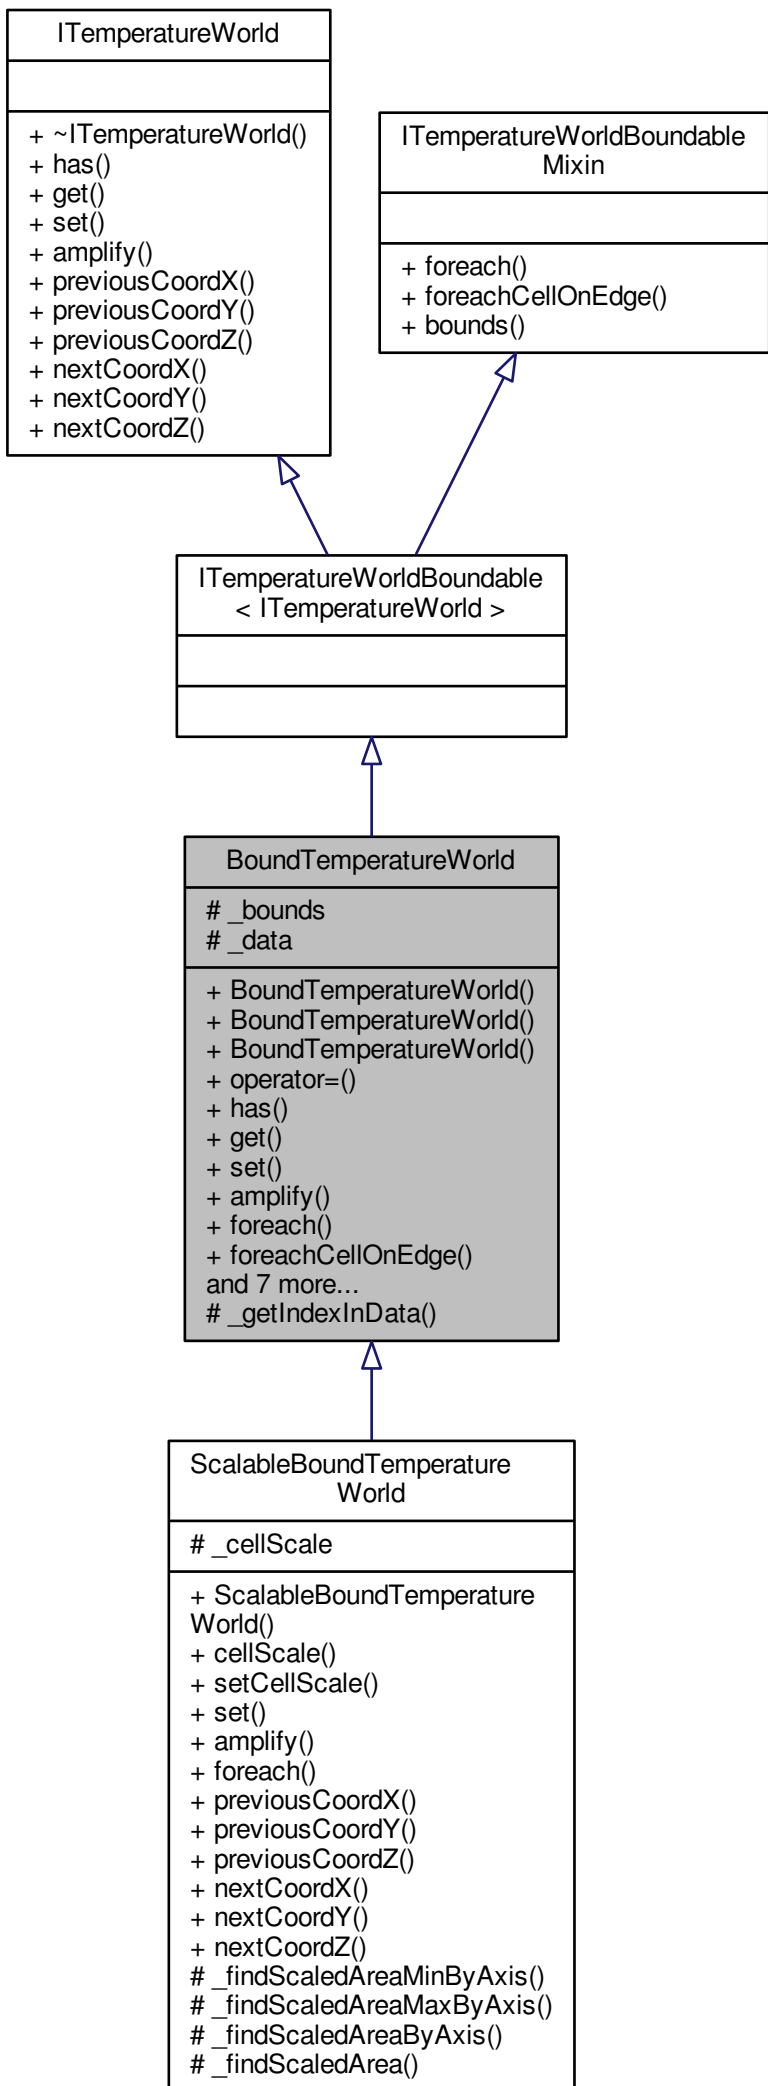 ITemperatureWorld
+ ~ITemperatureWorld()
+ has()
+ get()
+ set()
+ amplify()
+ previousCoordX()
+ previousCoordY()
+ previousCoordZ()
+ nextCoordX()
+ nextCoordY()
+ nextCoordZ()
ITemperatureWorldBoundable
Mixin
+ foreach()
+ foreachCellOnEdge()
+ bounds()
ITemperatureWorldBoundable
< ITemperatureWorld >
BoundTemperatureWorld
# _bounds
# _data
+ BoundTemperatureWorld()
+ BoundTemperatureWorld()
+ BoundTemperatureWorld()
+ operator=()
+ has()
+ get()
+ set()
+ amplify()
+ foreach()
+ foreachCellOnEdge()
and 7 more...
# _getIndexInData()
ScalableBoundTemperature
World
# _cellScale
+ ScalableBoundTemperature
World()
+ cellScale()
+ setCellScale()
+ set()
+ amplify()
+ foreach()
+ previousCoordX()
+ previousCoordY()
+ previousCoordZ()
+ nextCoordX()
+ nextCoordY()
+ nextCoordZ()
# _findScaledAreaMinByAxis()
# _findScaledAreaMaxByAxis()
# _findScaledAreaByAxis()
# _findScaledArea()